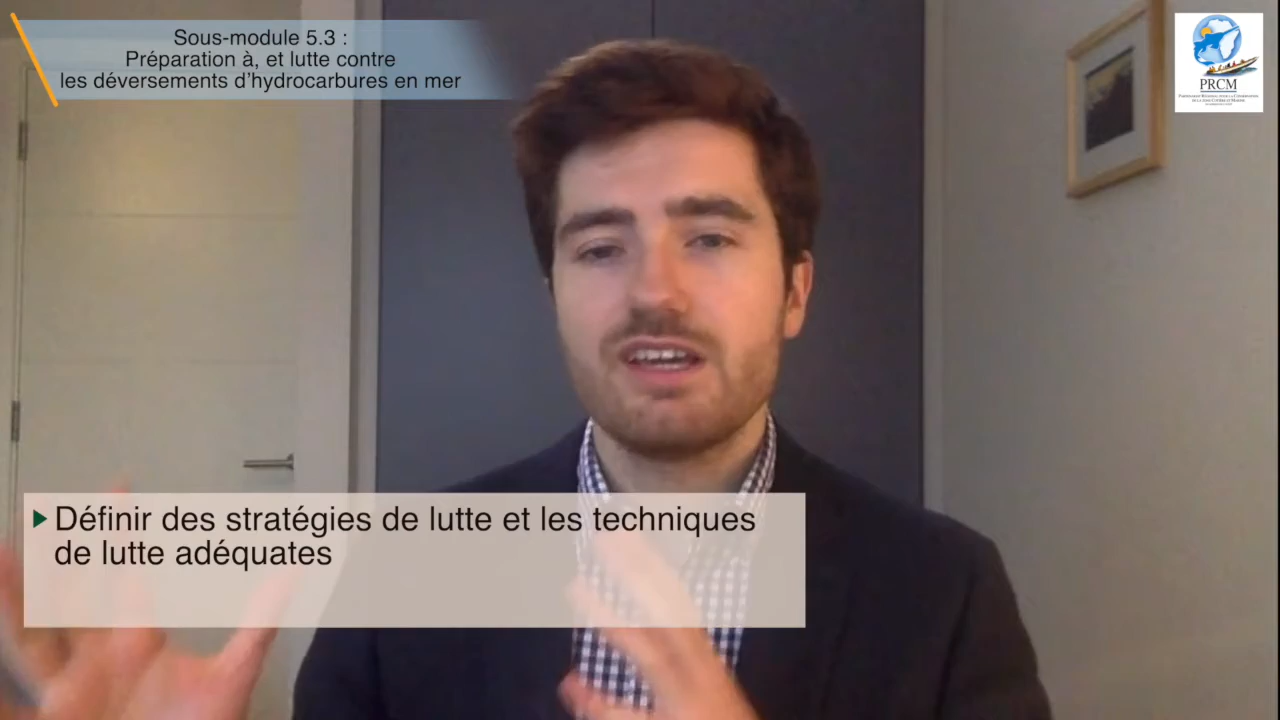 Sous-module 5.3 :
Préparation à, et lutte contre
les déversements d'hydrocarbures en mer
PRCM
Définir des stratégies de lutte et les techniques
de lutte adéquates